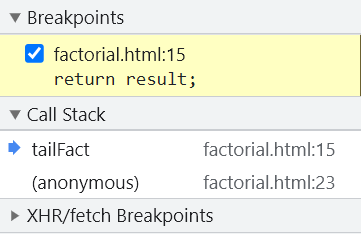 Breakpoints
factorial.html:15
return result;
Call Stack
tailFact factorial.html:15
(anonymous) factorial.html:23
XHR/fetch Breakpoints